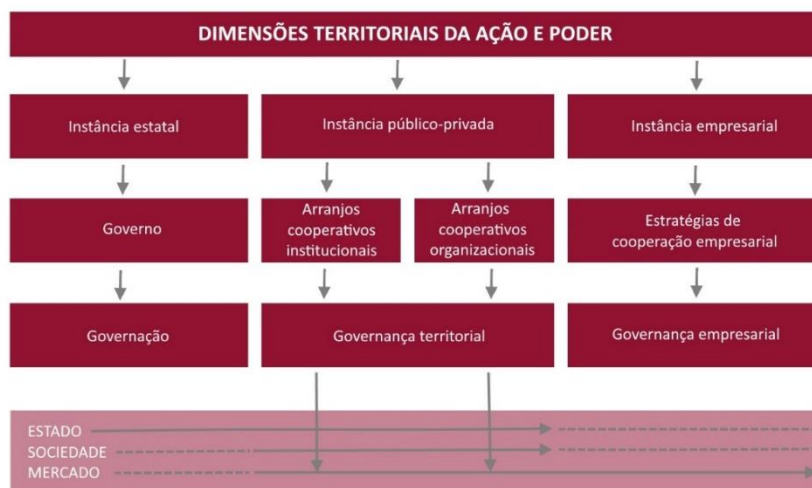 DIMENSÕES TERRITORIAIS DA AÇÃO E PODER
Instância estatal
Instância público-privada
Instância empresarial
Governo
Arranjos
cooperativos
institucionais
Arranjos
cooperativos
organizacionais
Estratégias de
cooperação empresarial
Governação
Governança territorial
Governança empresarial
ESTADO
SOCIEDADE
MERCADO